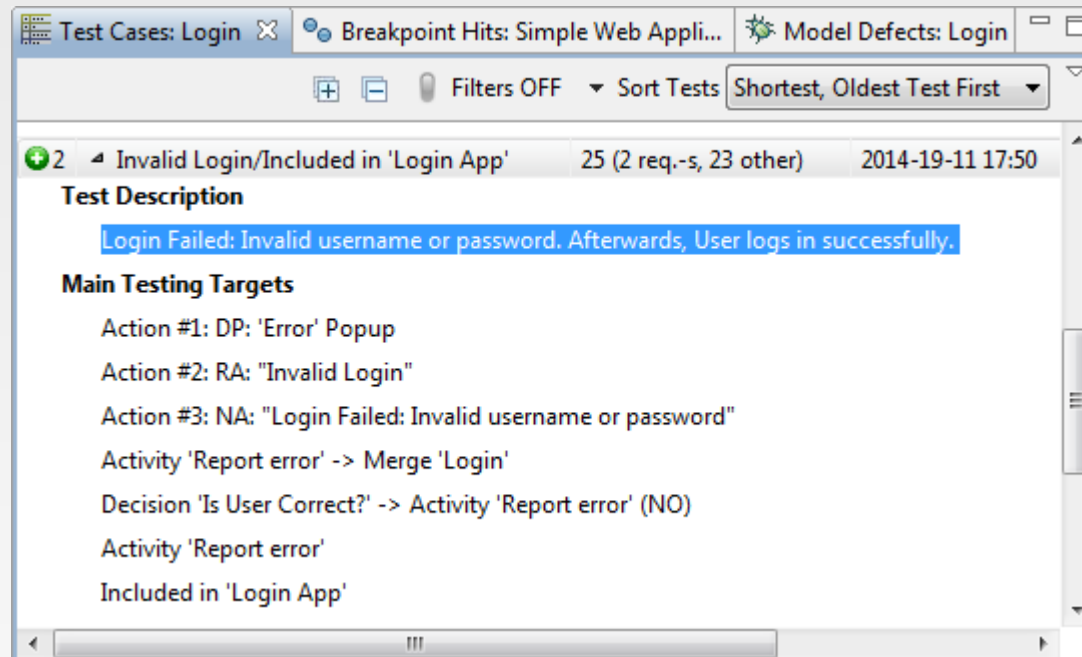 Test Cases: Login Breakpoint Hits: Simple Web Appli... Model Defects: Login
Filters OFF Sort Tests Shortest, Oldest Test First
2 Invalid Login/Included in 'Login App' 25 (2 req.-s, 23 other) 2014-19-11 17:50
Test Description
Login Failed: Invalid username or password. Afterwards, User logs in successfully.
Main Testing Targets
Action #1: DP: 'Error' Popup
Action #2: RA: "Invalid Login"
Action #3: NA: "Login Failed: Invalid username or password"
Activity 'Report error' -> Merge 'Login'
Decision 'Is User Correct?' -> Activity 'Report error' (NO)
Activity 'Report error'
Included in 'Login App'